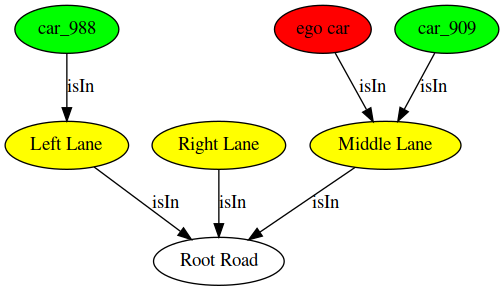 car_988
ego car
car_909
isIn
isIn
isIn
Left Lane
Right Lane
Middle Lane
isIn
isIn
isIn
Root Road